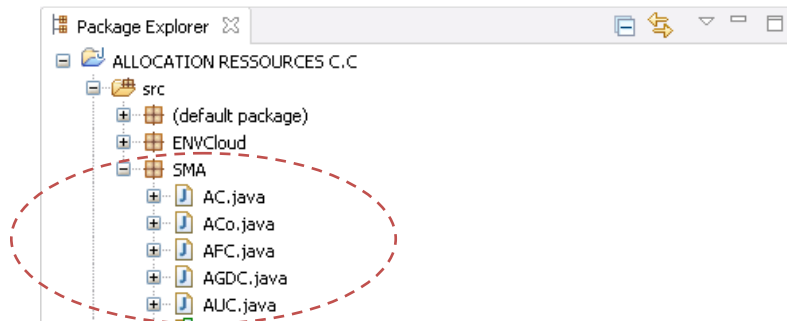 Package Explorer
ALLOCATION RESSOURCES C.C
src
(default package)
ENVCloud
SMA
AC.java
ACo.java
AFC.java
AGDC.java
AUC.java